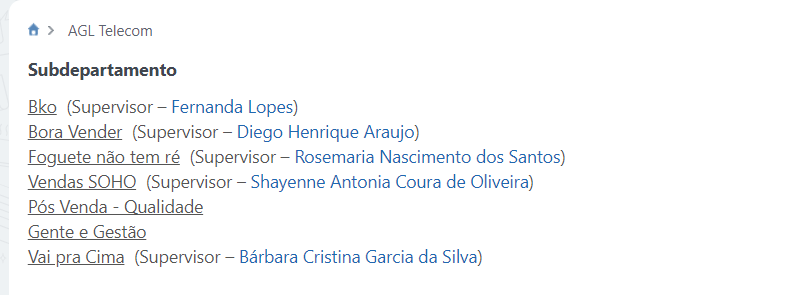 AGL Telecom
Subdepartamento
Bko (Supervisor – Fernanda Lopes)
Bora Vender (Supervisor – Diego Henrique Araujo)
Foguete não tem ré (Supervisor – Rosemaria Nascimento dos Santos)
Vendas SOHO (Supervisor – Shayenne Antonia Coura de Oliveira)
Pós Venda - Qualidade
Gente e Gestão
Vai pra Cima (Supervisor – Bárbara Cristina Garcia da Silva)